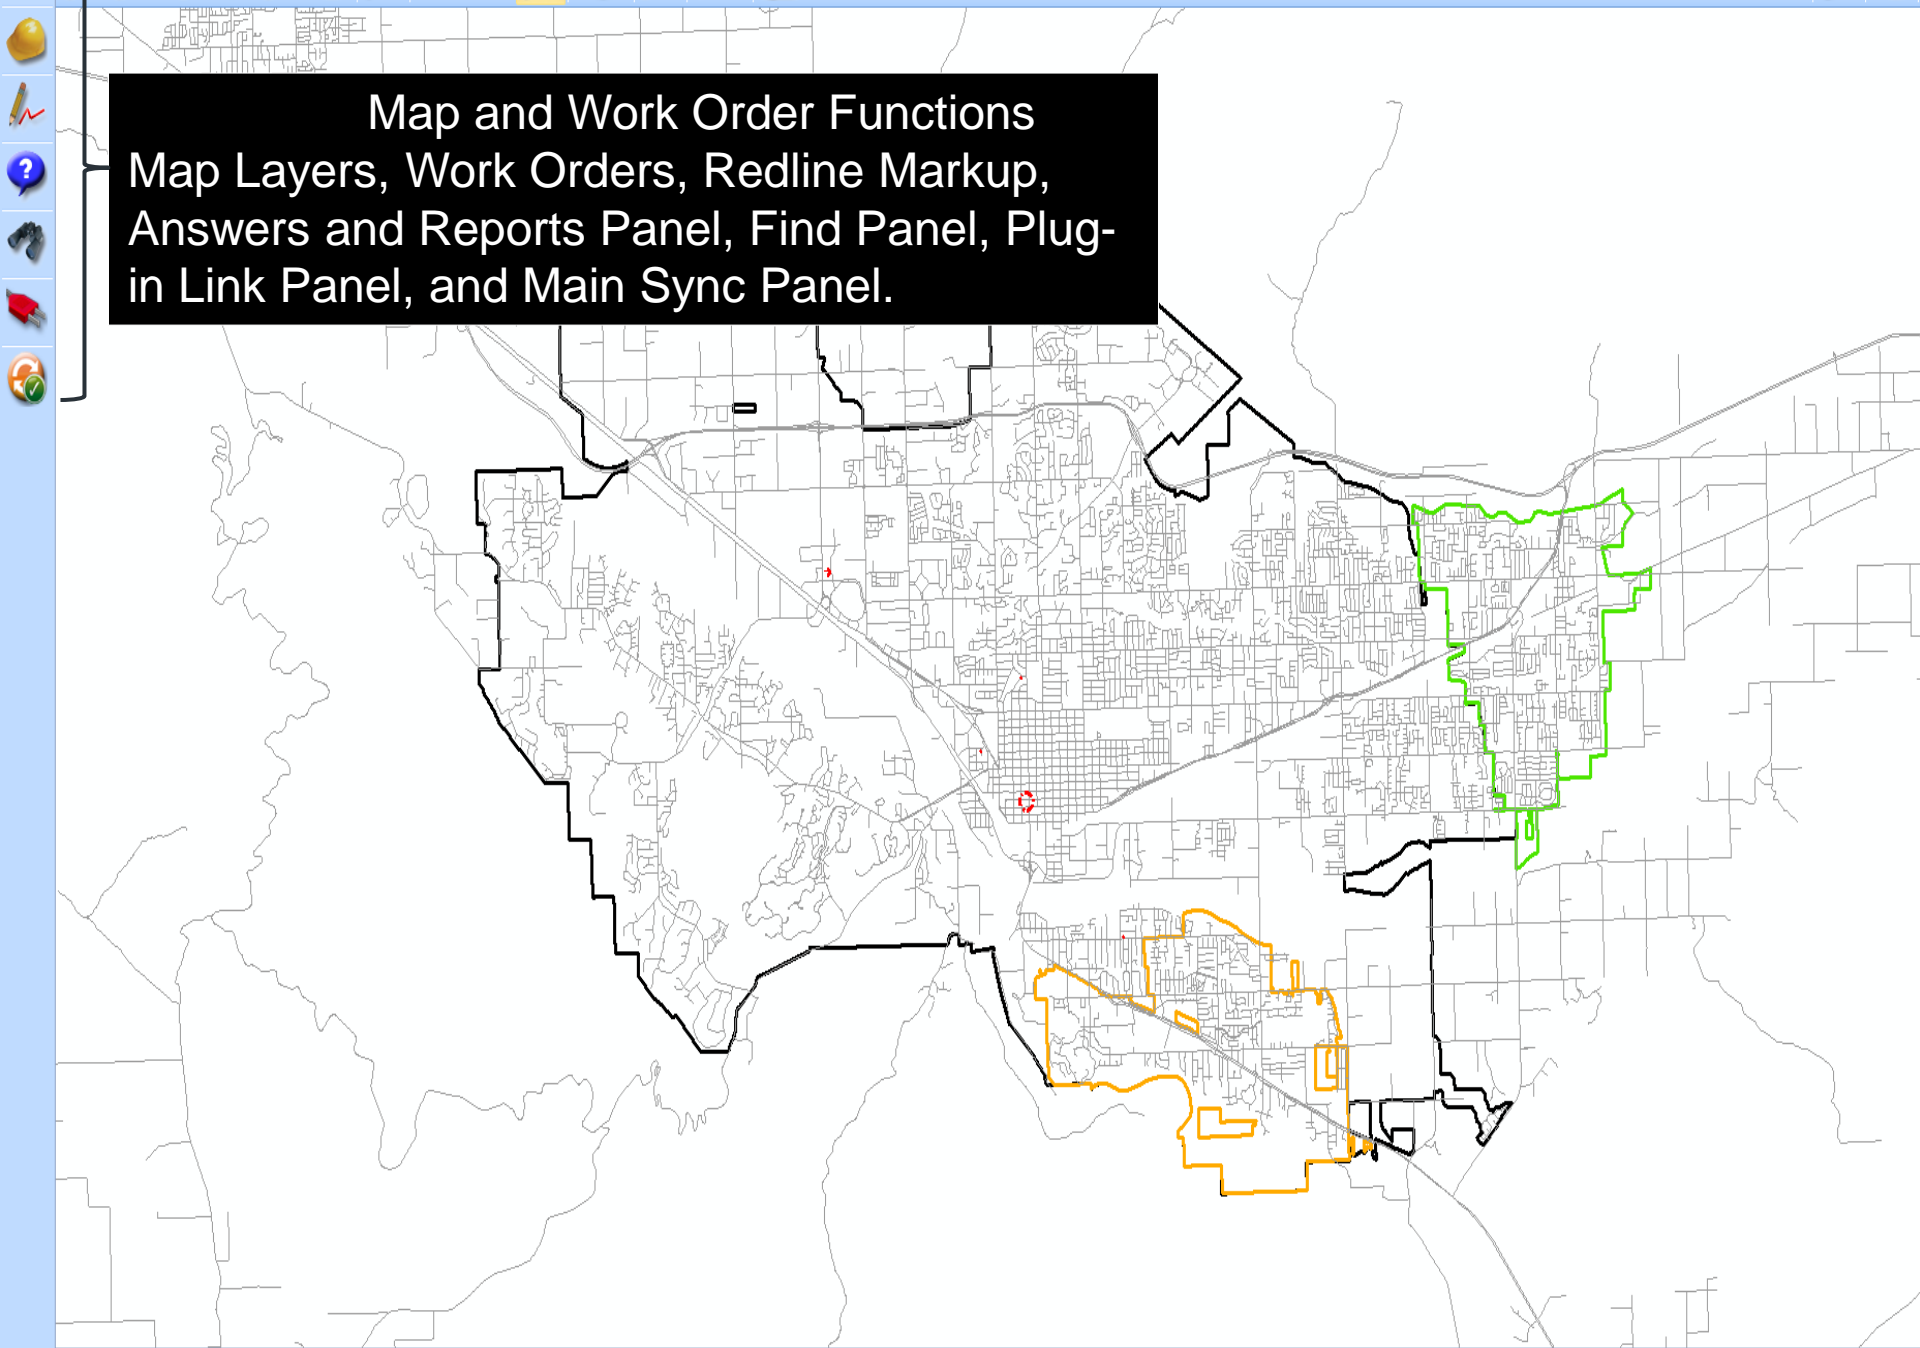 Map and Work Order Functions
Map Layers, Work Orders, Redline Markup,
Answers and Reports Panel, Find Panel, Plug-
in Link Panel, and Main Sync Panel.
?